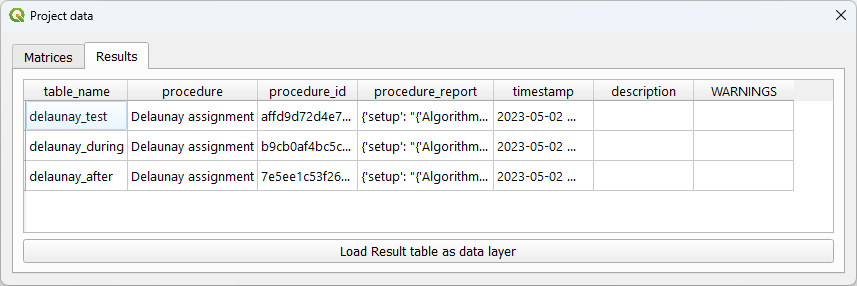 Project data
Matrices Results
table_name procedure procedure_id procedure_report timestamp description WARNINGS
delaunay_test Delaunay assignment affd9d72d4e7... {'setup': "{'Algorithm... 2023-05-02 ...
delaunay_during Delaunay assignment b9cb0af4bc5c... {'setup': "{'Algorithm... 2023-05-02 ...
delaunay_after Delaunay assignment 7e5ee1c53f26... {'setup': "{'Algorithm... 2023-05-02 ...
Load Result table as data layer